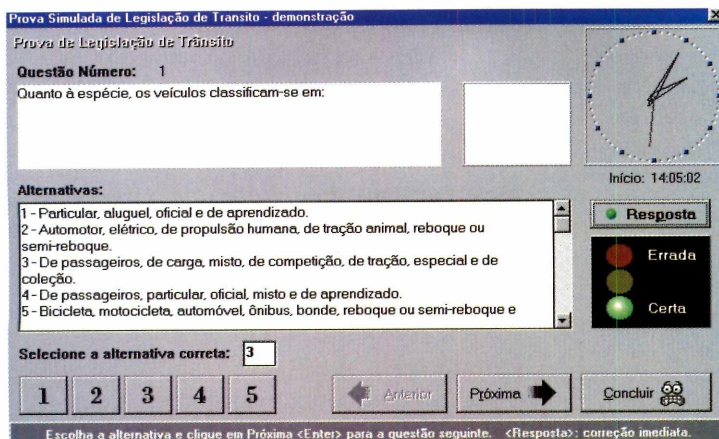 Prova Simulada de Legislação de Transito - demonstração
Prova de Legislação de Trânsito
Questão Número: 1
Quanto à espécie, os veículos classificam-se em:
Início: 14:05:02
Alternativas:
1 - Particular, aluguel, oficial e de aprendizado.
2 - Automotor, elétrico, de propulsão humana, de tração animal, reboque ou
semi-reboque.
3 - De passageiros, de carga, misto, de competição, de tração, especial e de
coleção.
4 - De passageiros, particular, oficial, misto e de aprendizado.
5 - Bicicleta, motocicleta, automóvel, ônibus, bonde, reboque ou semi-reboque e
Resposta
Errada
Certa
Selecione a alternativa correta: 3
1 2 3 4 5 Anterior Próxima Concluir
Escolha a alternativa e clique em Próxima <Enter> para a questão seguinte. <Resposta>: correção imediata.